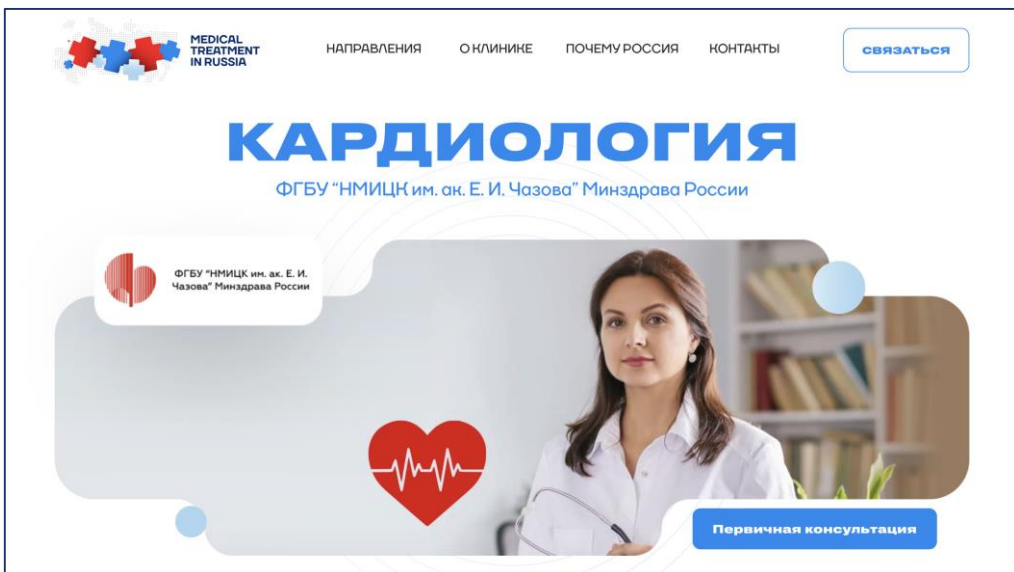 MEDICAL
TREATMENT
IN RUSSIA
НАПРАВЛЕНИЯ
О КЛИНИКЕ
ПОЧЕМУ РОССИЯ
КОНТАКТЫ
СВЯЗАТЬСЯ
КАРДИОЛОГИЯ
ФГБУ “НМИЦК им. ак. Е. И. Чазова” Минздрава России
ФГБУ “НМИЦК им. ак. Е. И.
Чазова” Минздрава России
Первичная консультация